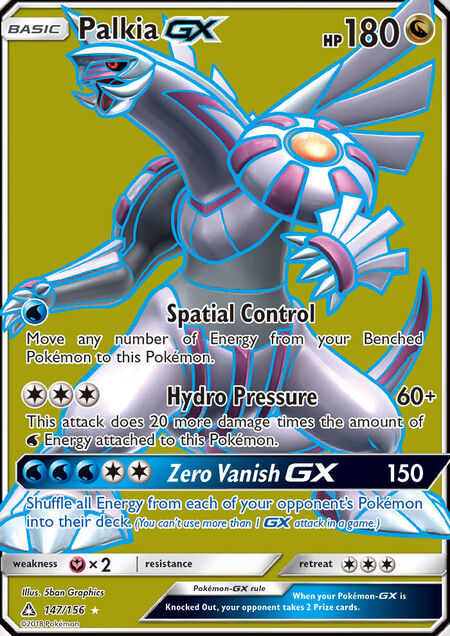 BASIC Palkia GX HP 180
Spatial Control
Move any number of Energy from your Benched
Pokémon to this Pokémon.
Hydro Pressure 60+
This attack does 20 more damage times the amount of
Energy attached to this Pokémon.
Zero Vanish GX 150
Shuffle all Energy from each of your opponent's Pokémon
into their deck. (You can't use more than 1 GX attack in a game.)
weakness ×2 resistance retreat
Illus. 5ban Graphics
147/156
©2018 Pokémon
Pokémon-GX rule
When your Pokémon-GX is
Knocked Out, your opponent takes 2 Prize cards.